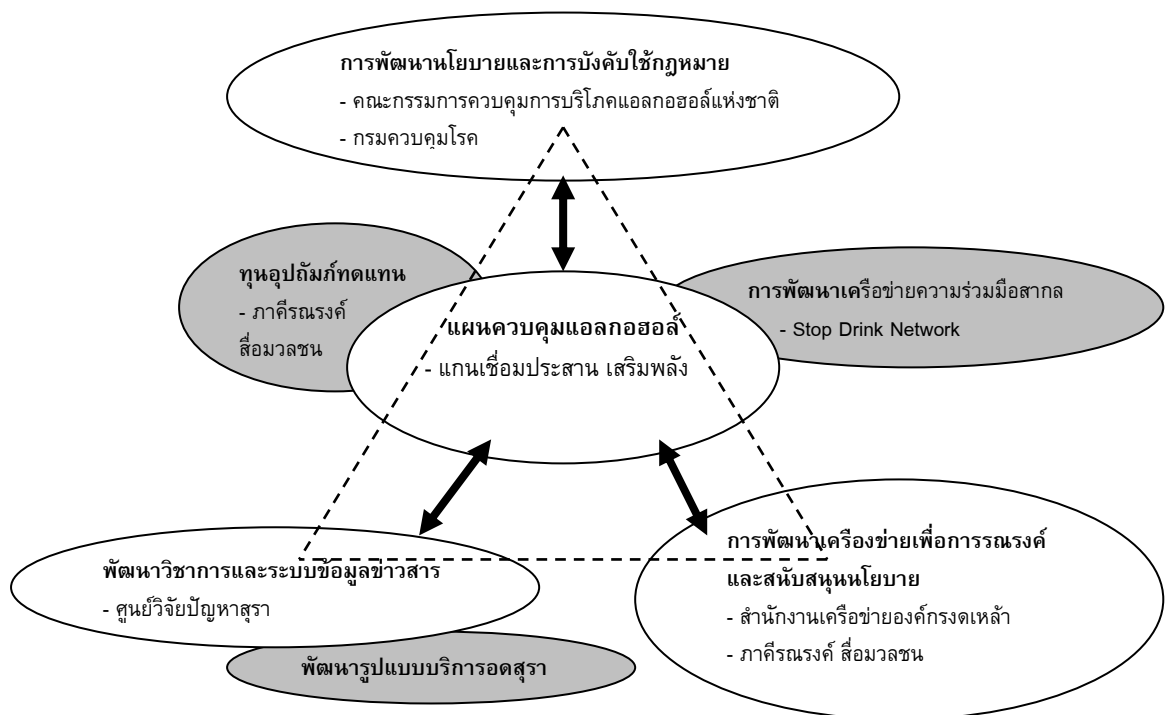 การพัฒนานโยบายและการบังคับใช้กฎหมาย
- คณะกรรมการควบคุมการบริโภคแอลกอฮอล์แห่งชาติ
- กรมควบคุมโรค
ทุนอุปถัมภ์ทดแทน
- ภาคีรณรงค์
สื่อมวลชน
การพัฒนาเครือข่ายความร่วมมือสากล
- Stop Drink Network
แผนควบคุมแอลกอฮอล์
- แกนเชื่อมประสาน เสริมพลัง
พัฒนาวิชาการและระบบข้อมูลข่าวสาร
- ศูนย์วิจัยปัญหาสุรา
พัฒนารูปแบบบริการอดสุรา
การพัฒนาเครืองข่ายเพื่อการรณรงค์
และสนับสนุนนโยบาย
- สำนักงานเครือข่ายองค์กรงดเหล้า
- ภาคีรณรงค์ สื่อมวลชน